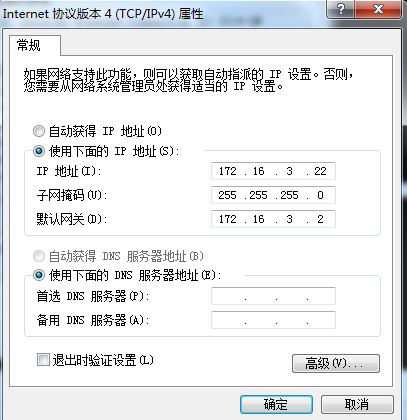 Internet 协议版本 4 (TCP/IPv4) 属性
常规
如果网络支持此功能，则可以获取自动指派的 IP 设置。否则，
您需要从网络系统管理员处获得适当的 IP 设置。
自动获得 IP 地址(O)
使用下面的 IP 地址(S):
IP 地址(I): 172 . 16 . 3 . 22
子网掩码(U): 255 .255 .255 . 0
默认网关(D): 172 . 16 . 3 . 2
自动获得 DNS 服务器地址(B)
使用下面的 DNS 服务器地址(E):
首选 DNS 服务器(P): . . .
备用 DNS 服务器(A): . . .
退出时验证设置(L)
高级(V)...
确定 取消